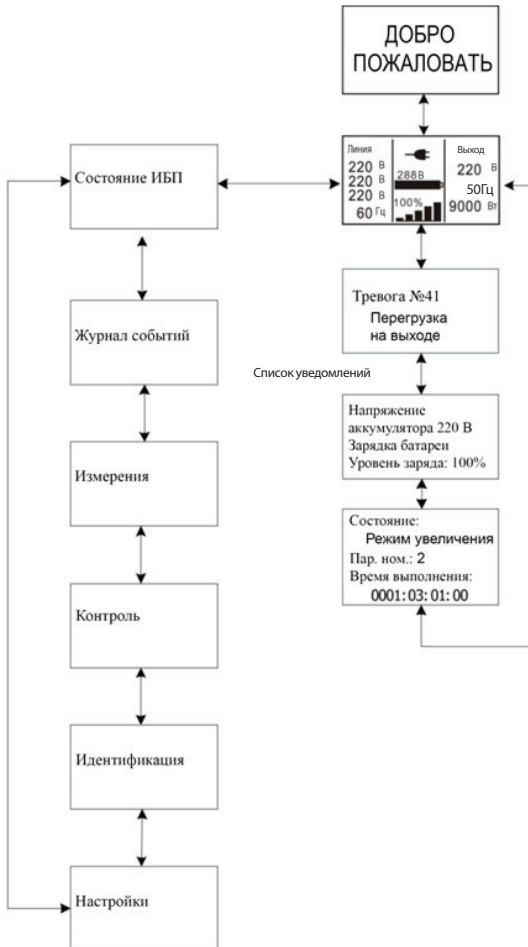 ДОБРО
ПОЖАЛОВАТЬ
Состояние ИБП
Линия
220 В
220 В
220 В
60 Гц
288В
100%
Выход
220 В
50Гц
9000 Вт
Тревога №41
Перегрузка
на выходе
Журнал событий
Список уведомлений
Напряжение
аккумулятора 220 В
Зарядка батареи
Уровень заряда: 100%
Измерения
Состояние:
Режим увеличения
Пар. ном.: 2
Время выполнения:
0001:03:01:00
Контроль
Идентификация
Настройки